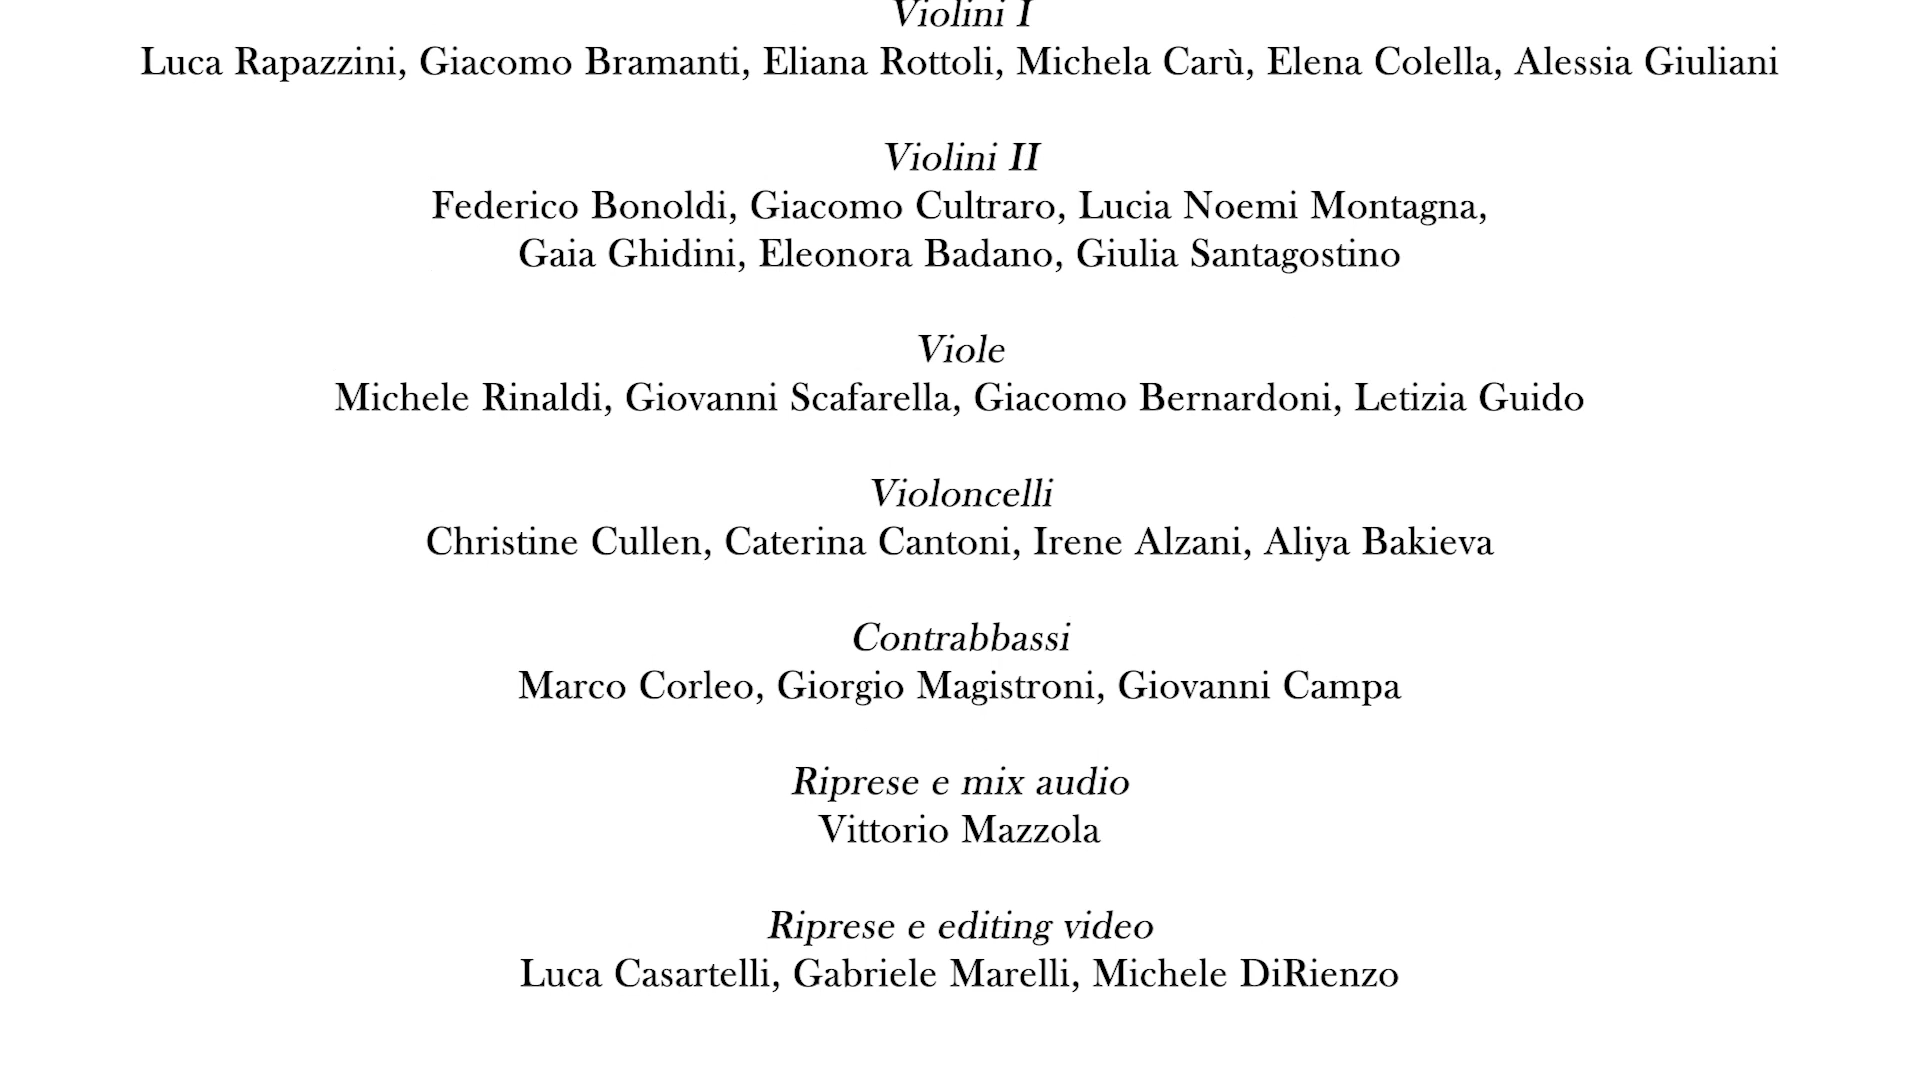 Violini I
Luca Rapazzini, Giacomo Bramanti, Eliana Rottoli, Michela Carù, Elena Colella, Alessia Giuliani
Violini II
Federico Bonoldi, Giacomo Cultraro, Lucia Noemi Montagna,
Gaia Ghidini, Eleonora Badano, Giulia Santagostino
Viole
Michele Rinaldi, Giovanni Scafarella, Giacomo Bernardoni, Letizia Guido
Violoncelli
Christine Cullen, Caterina Cantoni, Irene Alzani, Aliya Bakieva
Contrabbassi
Marco Corleo, Giorgio Magistroni, Giovanni Campa
Riprese e mix audio
Vittorio Mazzola
Riprese e editing video
Luca Casartelli, Gabriele Marelli, Michele DiRienzo